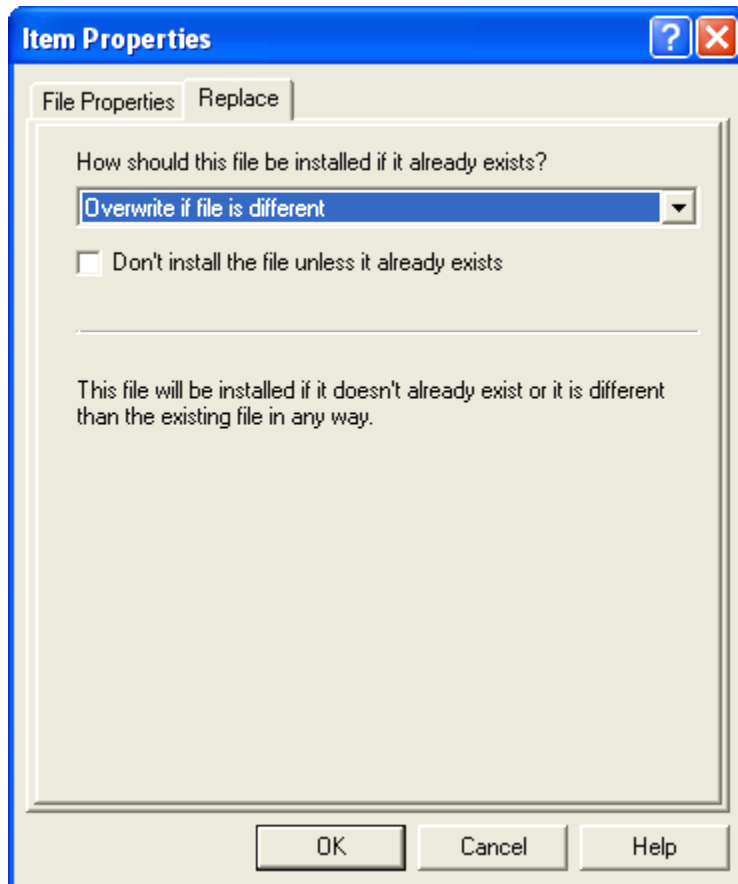 Item Properties
File Properties
Replace
How should this file be installed if it already exists?
Overwrite if file is different
Don't install the file unless it already exists
This file will be installed if it doesn't already exist or it is different
than the existing file in any way.
OK
Cancel
Help